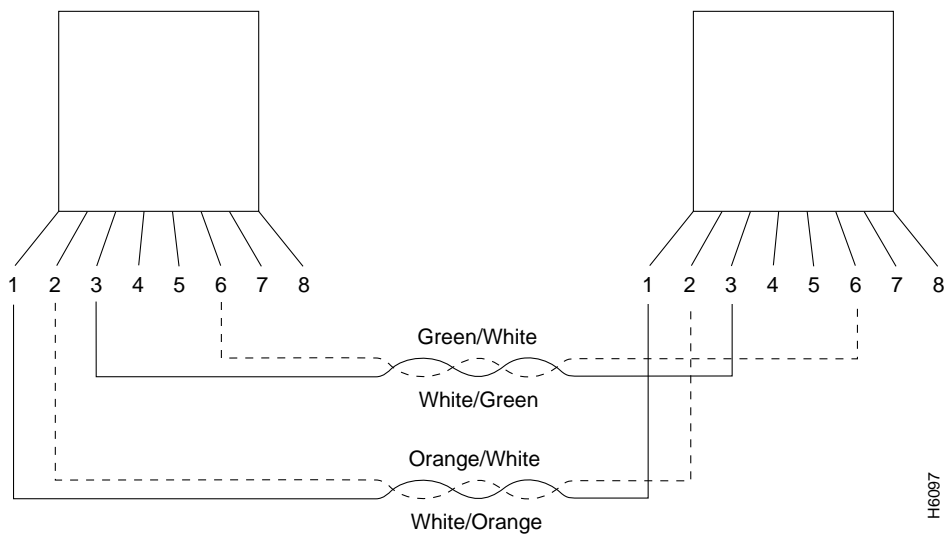 1 2 3 4 5 6 7 8
1 2 3 4 5 6 7 8
Green/White
White/Green
Orange/White
White/Orange
H6097